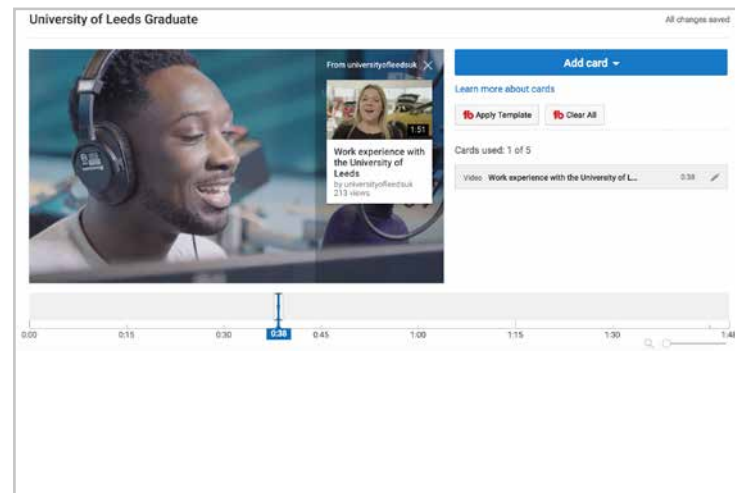 University of Leeds Graduate
All changes saved
From universityofleedsuk
1:51
Work experience with
the University of
Leeds
by universityofleedsuk
213 views
Add card
Learn more about cards
Apply Template
Clear All
Cards used: 1 of 5
Video Work experience with the University of L... 0:38
0:00 0:15 0:30 0:38 0:45 1:00 1:15 1:30 1:48